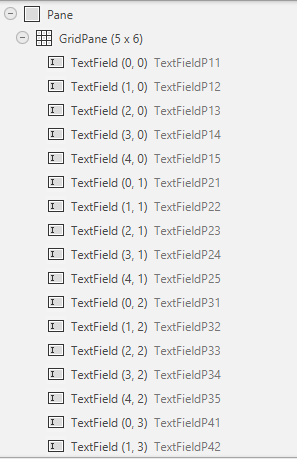 Pane
GridPane (5 x 6)
TextField (0, 0) TextFieldP11
TextField (1, 0) TextFieldP12
TextField (2, 0) TextFieldP13
TextField (3, 0) TextFieldP14
TextField (4, 0) TextFieldP15
TextField (0, 1) TextFieldP21
TextField (1, 1) TextFieldP22
TextField (2, 1) TextFieldP23
TextField (3, 1) TextFieldP24
TextField (4, 1) TextFieldP25
TextField (0, 2) TextFieldP31
TextField (1, 2) TextFieldP32
TextField (2, 2) TextFieldP33
TextField (3, 2) TextFieldP34
TextField (4, 2) TextFieldP35
TextField (0, 3) TextFieldP41
TextField (1, 3) TextFieldP42